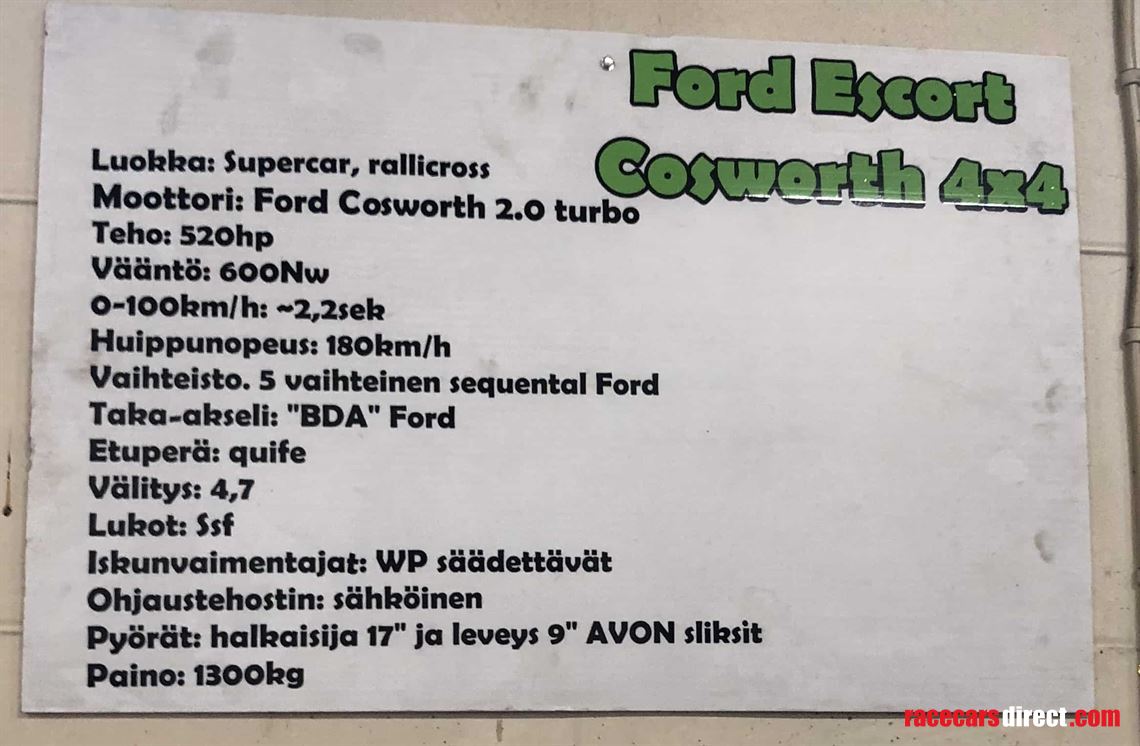 Ford Escort
Cosworth 4x4
Luokka: Supercar, rallicross
Moottori: Ford Cosworth 2.0 turbo
Teho: 520hp
Vääntö: 600Nw
0-100km/h: ~2,2sek
Huippunopeus: 180km/h
Vaihteisto. 5 vaihteinen sequental Ford
Taka-akseli: "BDA" Ford
Etuperä: quife
Välitys: 4,7
Lukot: Ssf
Iskunvaimentajat: WP säädettävät
Ohjaustehostin: sähköinen
Pyörät: halkaisija 17" ja leveys 9" AVON sliksit
Paino: 1300kg
racecarsdirect.com